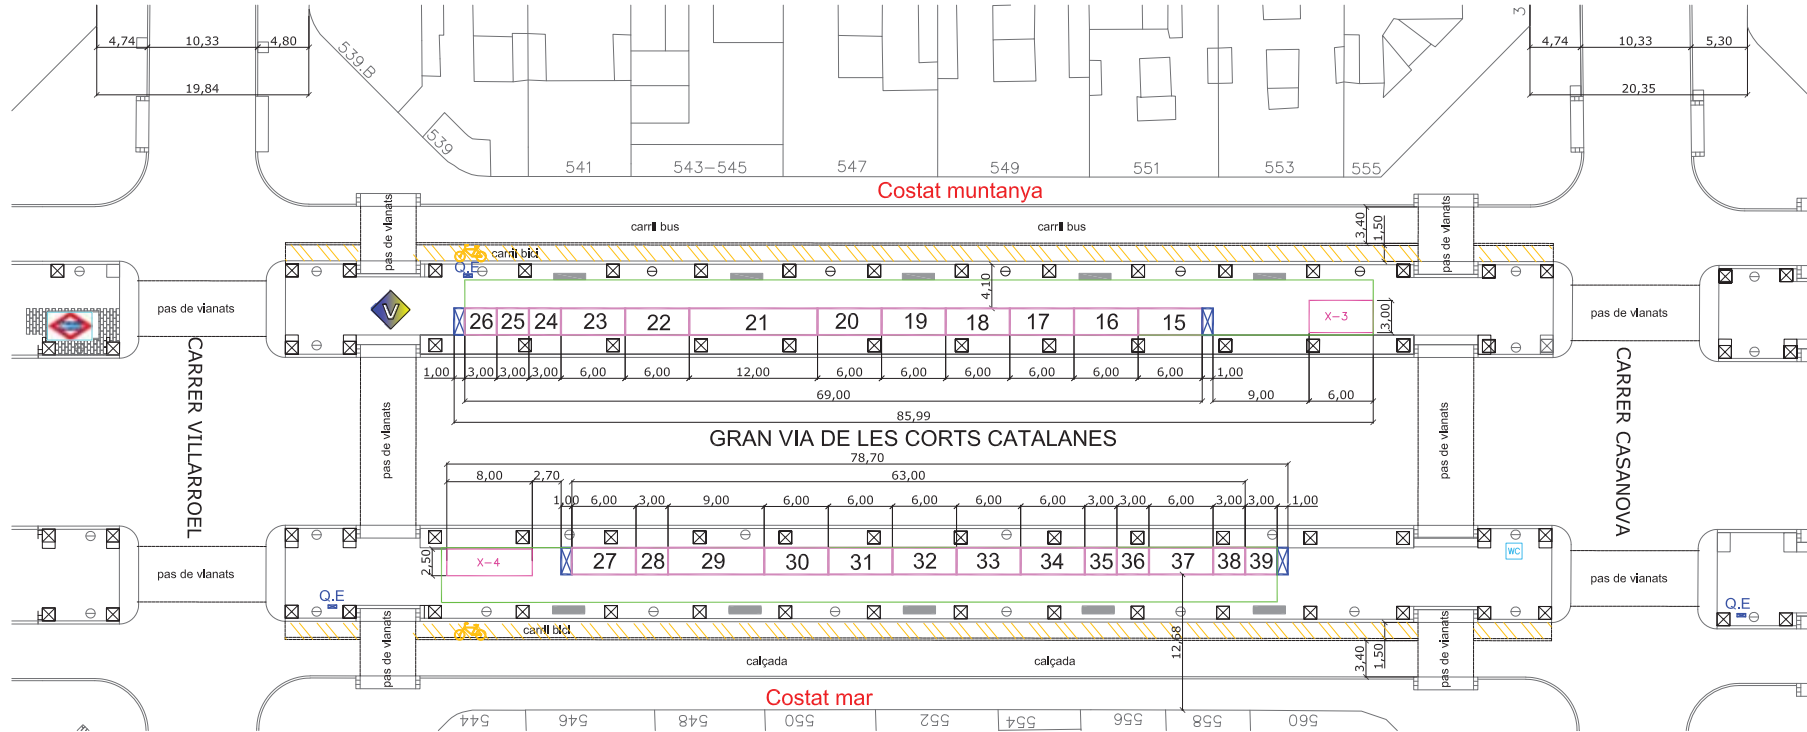 4,74 10,33 4,80
19,84
539.B
539
541 543-545 547 549 551 553 555
3
4,74 10,33 5,30
20,35
Costat muntanya
pas de vianats
carril bus
carril bus
3,40
1,50
pas de vianats
carril bici
Q.E
4,10
pas de vianats
V
26 25 24 23 22 21 20 19 18 17 16 15
X-3
3,00
pas de vianats
1,00 3,00 3,00 3,00 6,00 6,00 12,00 6,00 6,00 6,00 6,00 6,00 6,00 1,00
69,00
9,00 6,00
85,99
CARRER VILLARROEL
pas de vianats
GRAN VIA DE LES CORTS CATALANES
pas de vianats
CARRER CASANOVA
78,70
8,00 2,70 63,00
1,00 6,00 3,00 9,00 6,00 6,00 6,00 6,00 6,00 3,00 3,00 6,00 3,00 3,00 1,00
2,50
X-4
27 28 29 30 31 32 33 34 35 36 37 38 39
WC
pas de vianats
pas de vianats
Q.E
Q.E
carril bici
12,68
pas de vianats
calçada
calçada
3,40
1,50
pas de vianats
Costat mar
544 546 548 550 552 554 556 558 560